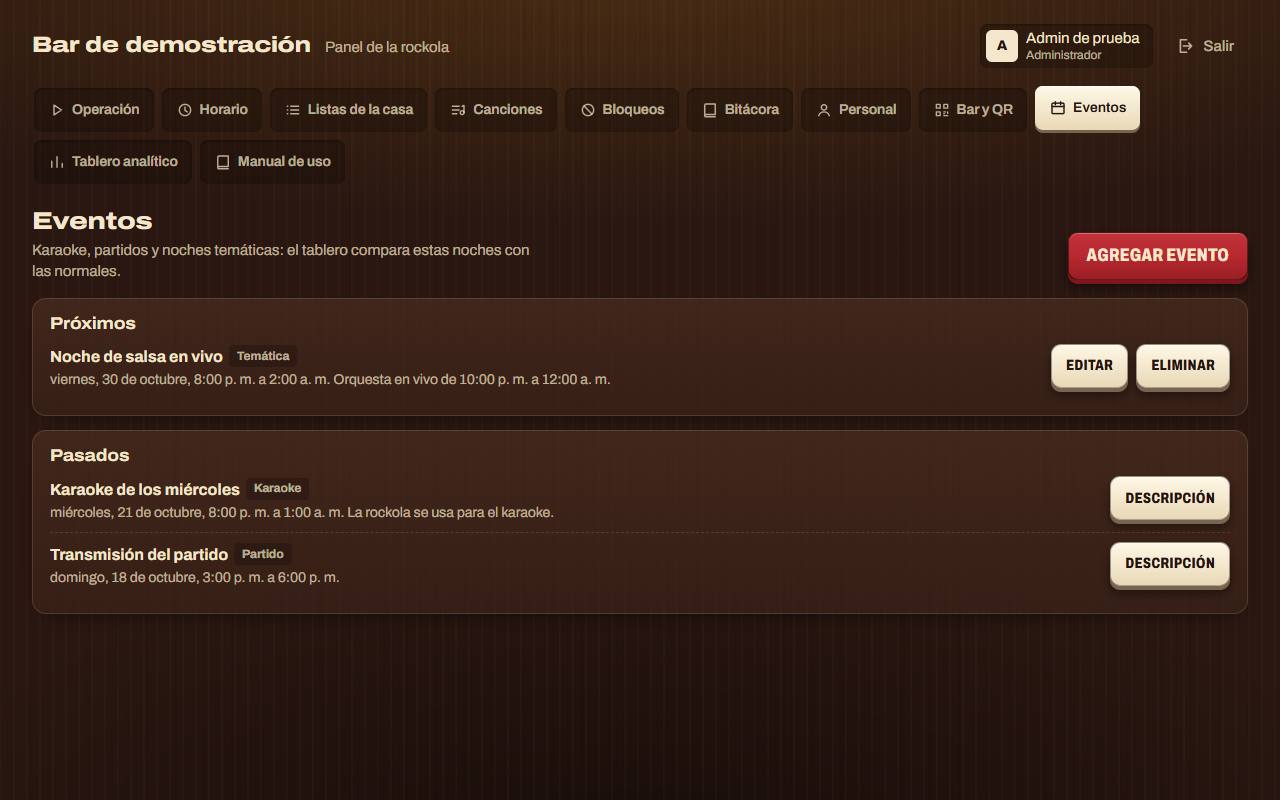 Bar de demostración Panel de la rockola
A
Admin de prueba
Administrador
Salir
Operación
Horario
Listas de la casa
Canciones
Bloqueos
Bitácora
Personal
Bar y QR
Eventos
Tablero analítico
Manual de uso
Eventos
Karaoke, partidos y noches temáticas: el tablero compara estas noches con
las normales.
AGREGAR EVENTO
Próximos
Noche de salsa en vivo Temática
viernes, 30 de octubre, 8:00 p. m. a 2:00 a. m. Orquesta en vivo de 10:00 p. m. a 12:00 a. m.
EDITAR
ELIMINAR
Pasados
Karaoke de los miércoles Karaoke
miércoles, 21 de octubre, 8:00 p. m. a 1:00 a. m. La rockola se usa para el karaoke.
DESCRIPCIÓN
Transmisión del partido Partido
domingo, 18 de octubre, 3:00 p. m. a 6:00 p. m.
DESCRIPCIÓN